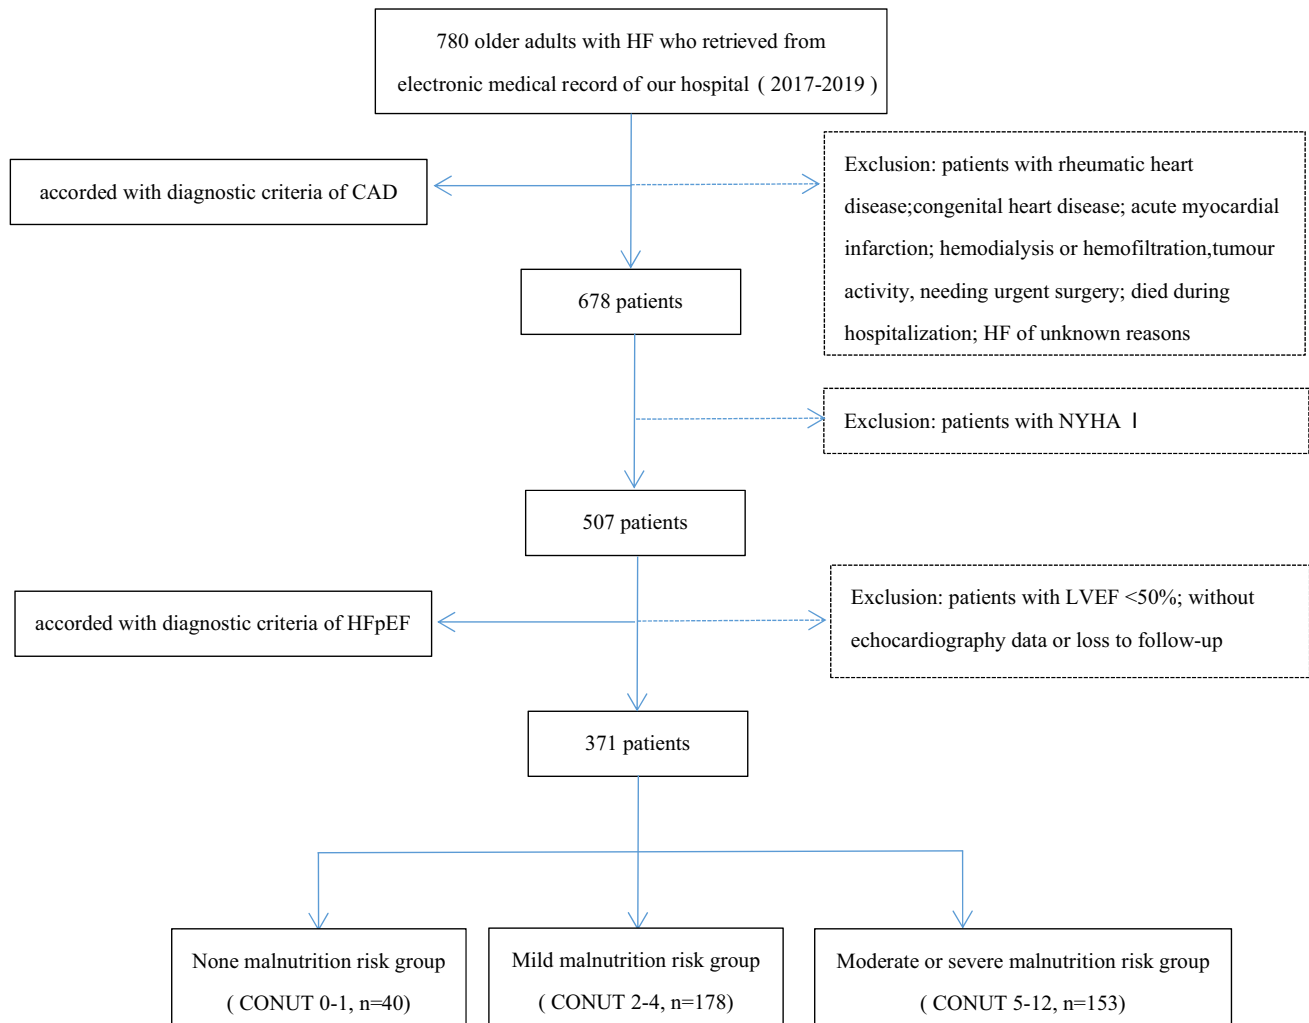 780 older adults with HF who retrieved from
electronic medical record of our hospital ( 2017-2019 )
accorded with diagnostic criteria of CAD
Exclusion: patients with rheumatic heart
disease;congenital heart disease; acute myocardial
infarction; hemodialysis or hemofiltration,tumour
activity, needing urgent surgery; died during
hospitalization; HF of unknown reasons
678 patients
Exclusion: patients with NYHA Ⅰ
507 patients
accorded with diagnostic criteria of HFpEF
Exclusion: patients with LVEF <50%; without
echocardiography data or loss to follow-up
371 patients
None malnutrition risk group
( CONUT 0-1, n=40)
Mild malnutrition risk group
( CONUT 2-4, n=178)
Moderate or severe malnutrition risk group
( CONUT 5-12, n=153)